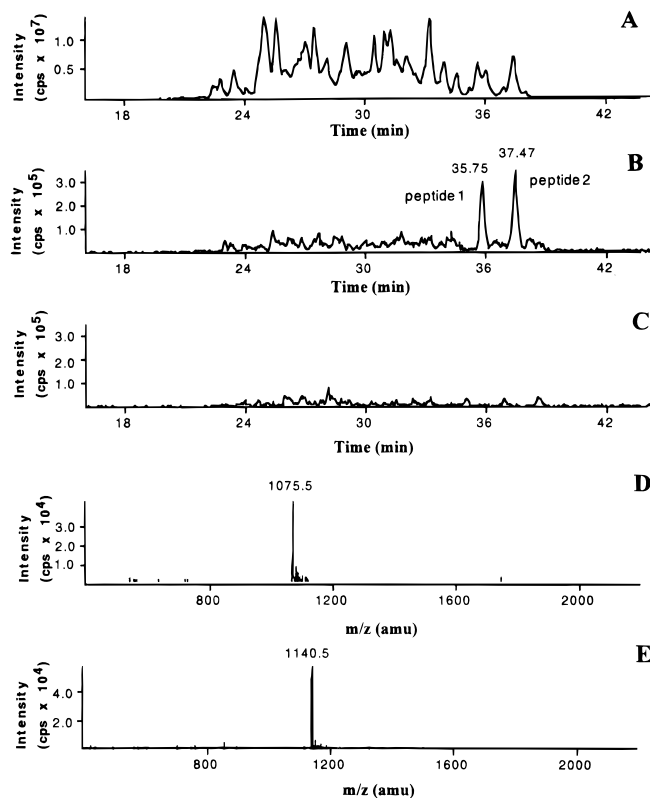 A
Intensity
(cps x 10⁷)
1.0
0.5
18 24 30 36 42
Time (min)
B
Intensity
(cps x 10⁵)
3.0
2.0
1.0
35.75
37.47
peptide1
peptide2
18 24 30 36 42
Time (min)
C
Intensity
(cps x 10⁵)
3.0
2.0
1.0
18 24 30 36 42
Time (min)
D
Intensity
(cps x 10⁴)
3.0
2.0
1.0
1075.5
800 1200 1600 2000
m/z (amu)
E
Intensity
(cps x 10⁴)
4.0
2.0
1140.5
800 1200 1600 2000
m/z (amu)